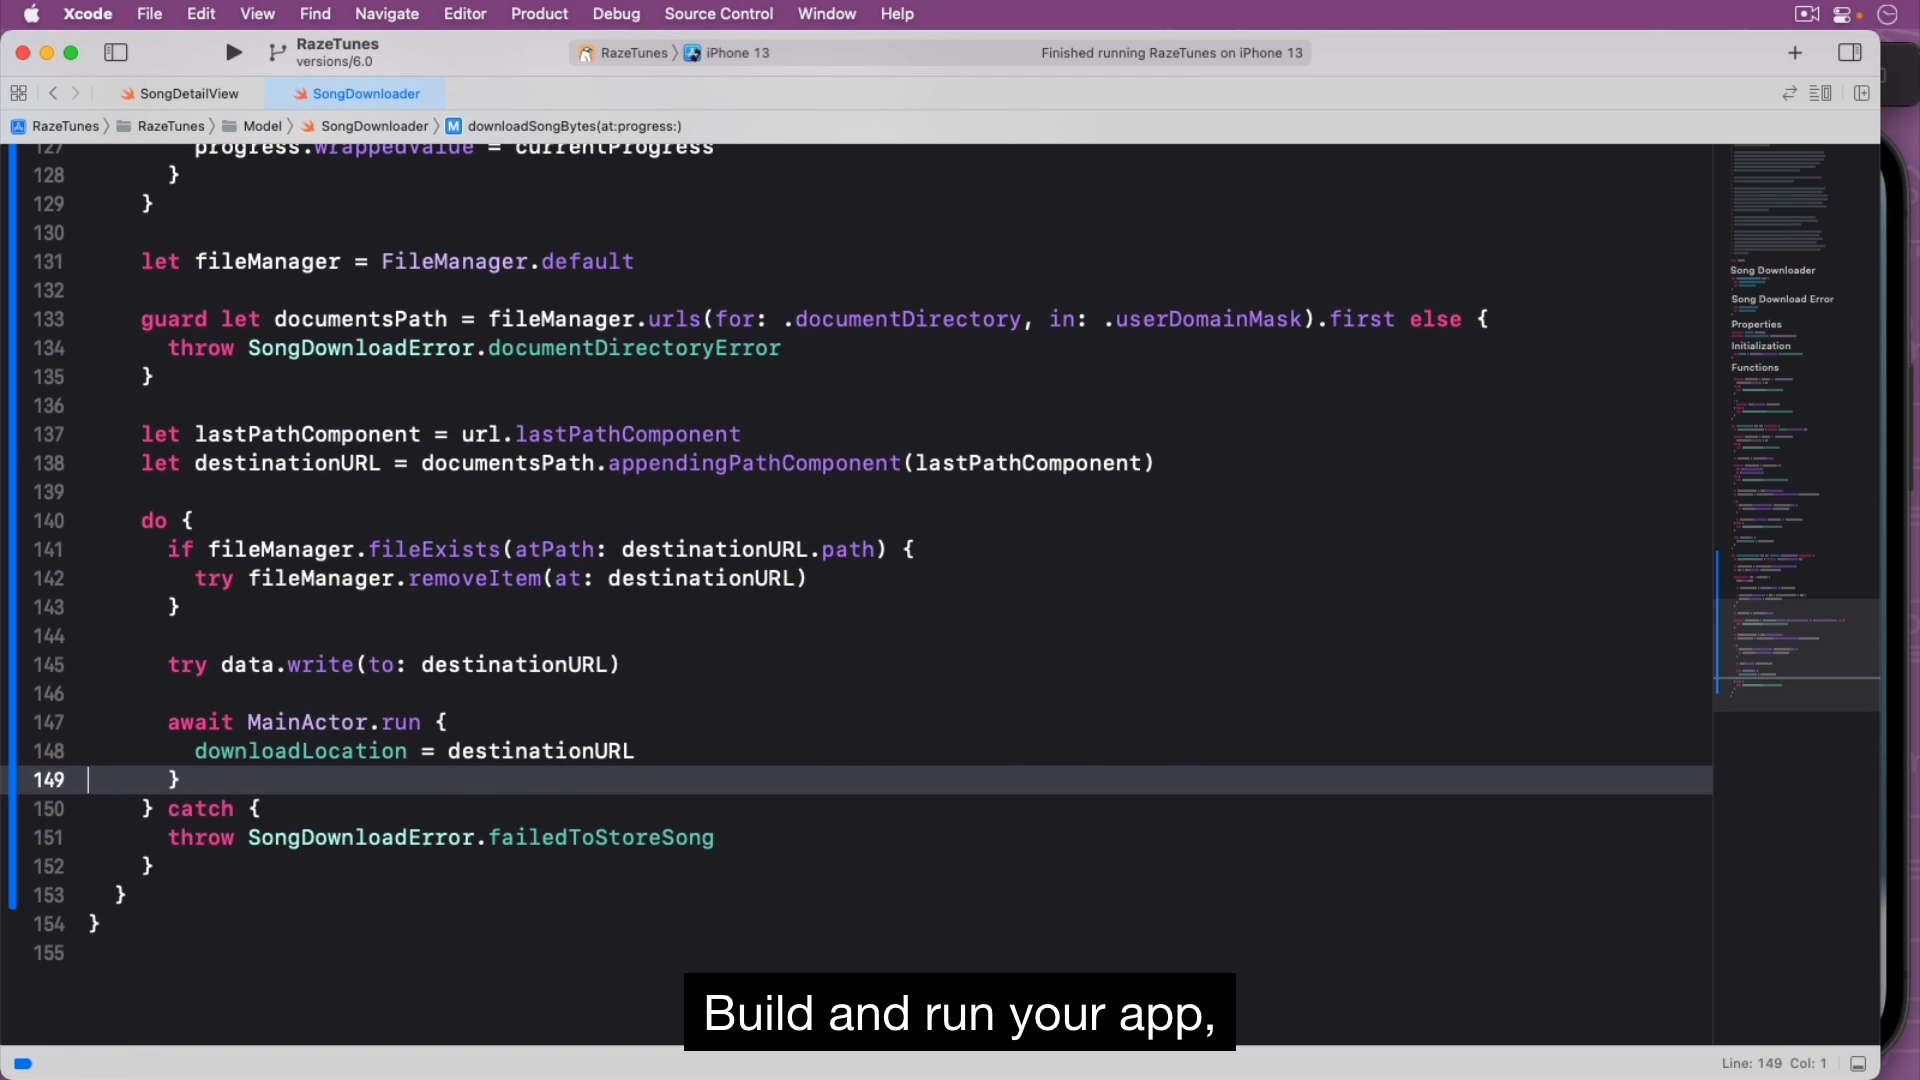 Xcode File Edit View Find Navigate Editor Product Debug Source Control Window Help
RazeTunes
versions/6.0
RazeTunes 〉 iPhone 13
Finished running RazeTunes on iPhone 13
SongDetailView
SongDownloader
RazeTunes 〉 RazeTunes 〉 Model 〉 SongDownloader 〉 M downloadSongBytes(at:progress:)
127 progress.wrappedValue = currentProgress
128 }
129 }
130
131 let fileManager = FileManager.default
132
133 guard let documentsPath = fileManager.urls(for: .documentDirectory, in: .userDomainMask).first else {
134 throw SongDownloadError.documentDirectoryError
135 }
136
137 let lastPathComponent = url.lastPathComponent
138 let destinationURL = documentsPath.appendingPathComponent(lastPathComponent)
139
140 do {
141 if fileManager.fileExists(atPath: destinationURL.path) {
142 try fileManager.removeItem(at: destinationURL)
143 }
144
145 try data.write(to: destinationURL)
146
147 await MainActor.run {
148 downloadLocation = destinationURL
149 }
150 } catch {
151 throw SongDownloadError.failedToStoreSong
152 }
153 }
154 }
155
Song Downloader
Song Download Error
Properties
Initialization
Functions
Build and run your app,
Line: 149 Col: 1